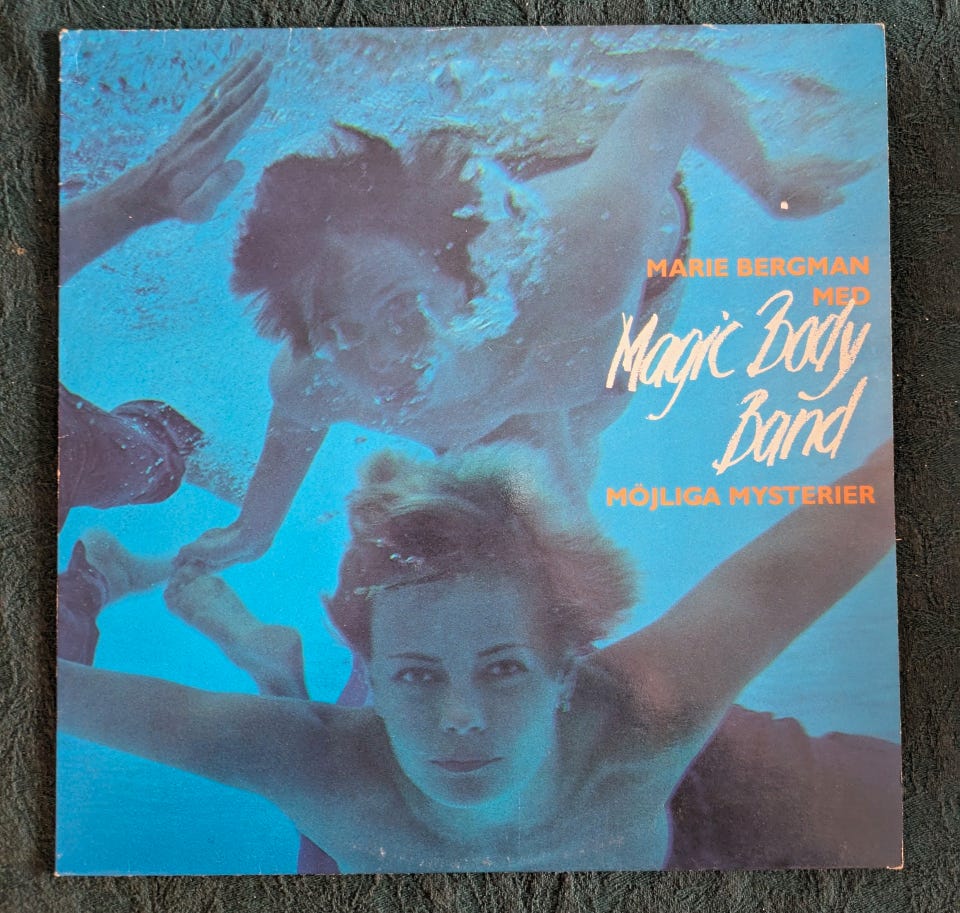 MARIE BERGMAN
MED
Magic Body
Band
MÖJLIGA MYSTERIER